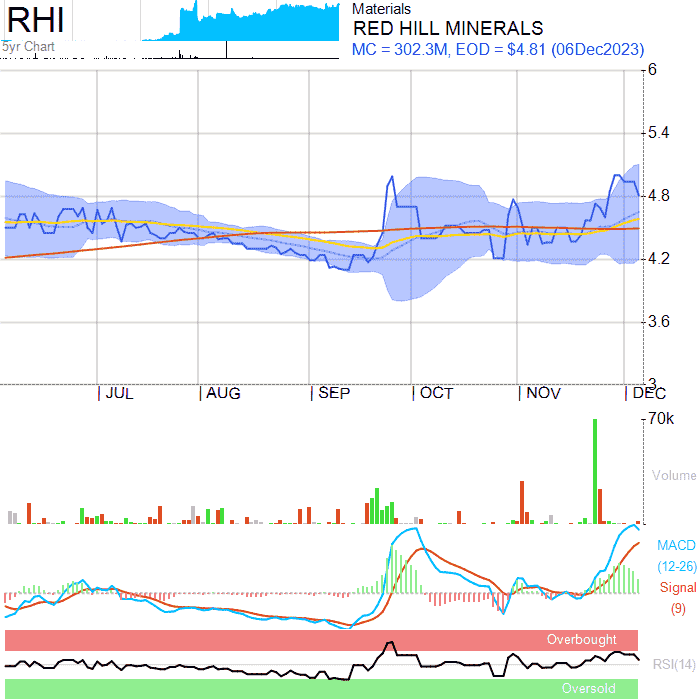 RHI
5yr Chart
Materials
RED HILL MINERALS
MC = 302.3M, EOD = $4.81 (06Dec2023)
6
5.4
4.8
4.2
3.6
3
JUL
AUG
SEP
OCT
NOV
DEC
70k
Volume
MACD
(12-26)
Signal
(9)
Overbought
RSI(14)
Oversold